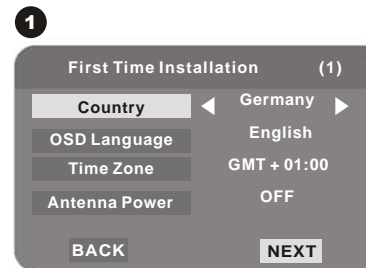 1
First Time Installation (1)
Country Germany
OSD Language English
Time Zone GMT + 01:00
Antenna Power OFF
BACK NEXT